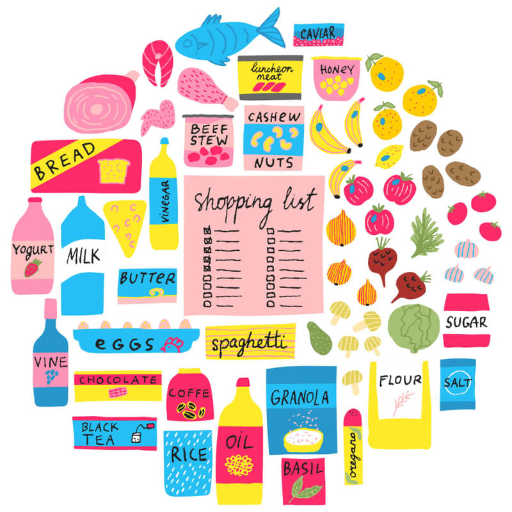 CAVIAR
luncheon
meat
HONEY
BEEF
STEW
CASHEW
NUTS
BREAD
VINEGAR
Shopping list
YOGURT
MILK
BUTTER
SUGAR
EGGS
spaghetti
VINE
CHOCOLATE
COFFE
GRANOLA
FLOUR
SALT
BLACK
TEA
RICE
OIL
BASIL
oregano